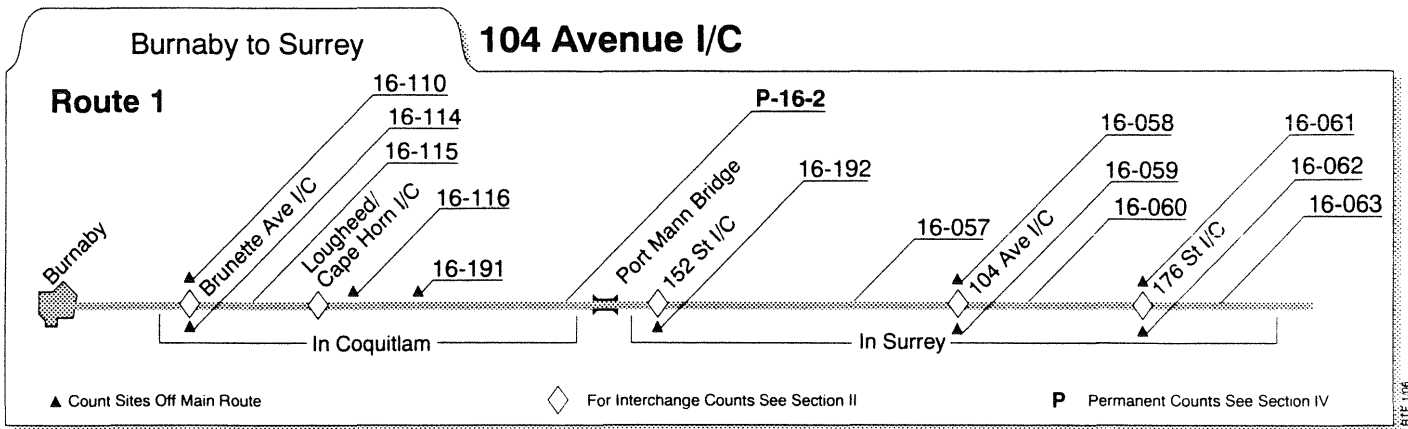 Burnaby to Surrey
104 Avenue I/C
Route 1
16-110
16-114
16-115
16-116
16-191
P-16-2
16-192
16-057
16-058
16-059
16-060
16-061
16-062
16-063
Burnaby
Brunette Ave I/C
Lougheed/
Cape Horn I/C
Port Mann Bridge
152 St I/C
104 Ave I/C
176 St I/C
In Coquitlam
In Surrey
Count Sites Off Main Route
For Interchange Counts See Section II
P Permanent Counts See Section IV